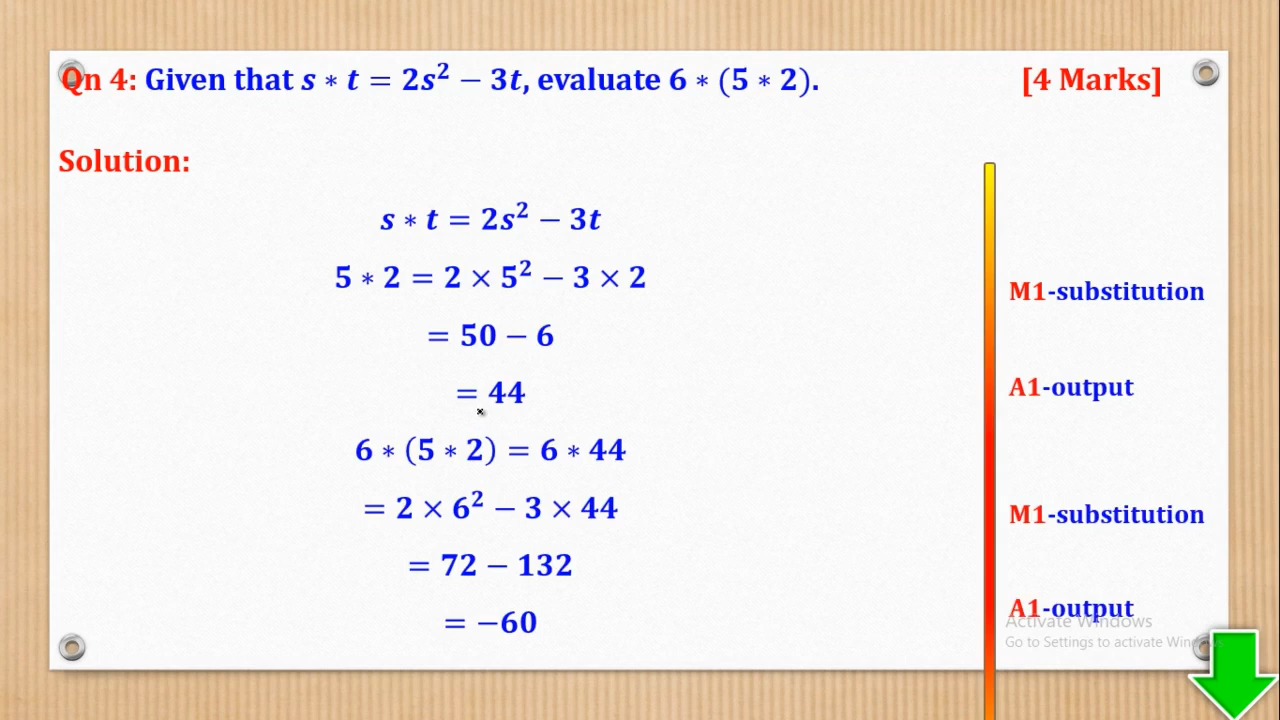 Qn 4: Given that s * t = 2s² − 3t, evaluate 6 * (5 * 2). [4 Marks]
Solution:
s * t = 2s² − 3t
5 * 2 = 2 × 5² − 3 × 2
M1-substitution
= 50 − 6
= 44
A1-output
6 * (5 * 2) = 6 * 44
= 2 × 6² − 3 × 44
M1-substitution
= 72 − 132
= −60
A1-output
Activate Windows
Go to Settings to activate Windows